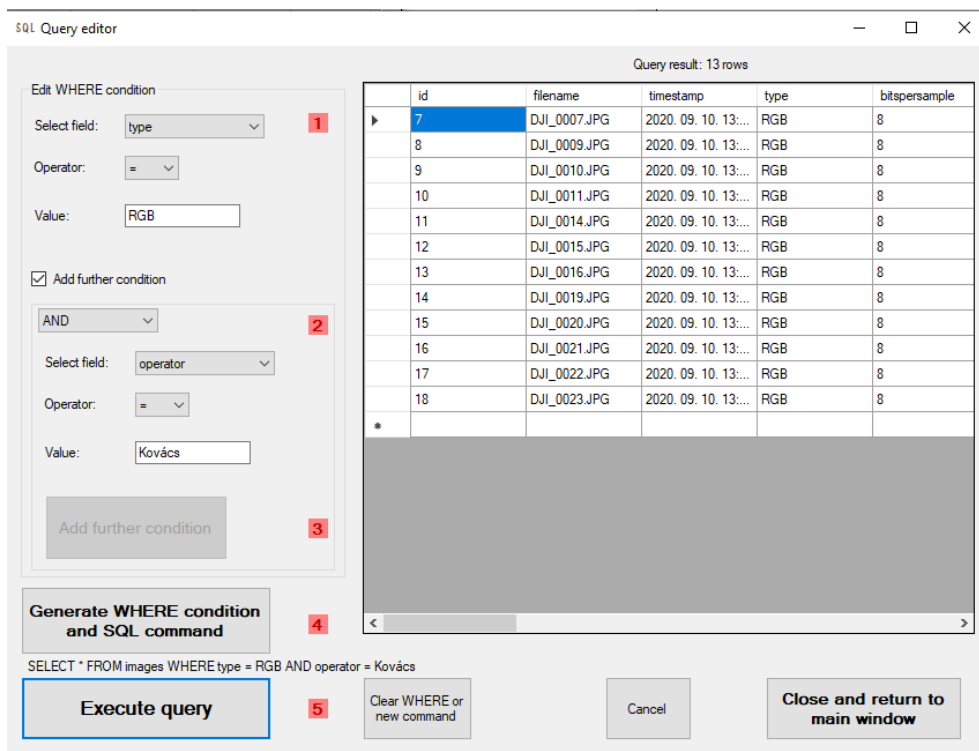 SQL Query editor
Query result: 13 rows
Edit WHERE condition
Select field: type 1
Operator: =
Value: RGB
Add further condition
AND 2
Select field: operator
Operator: =
Value: Kovács
Add further condition 3
Generate WHERE condition
and SQL command 4
id filename timestamp type bitspersample
7 DJI_0007.JPG 2020. 09. 10. 13:... RGB 8
8 DJI_0009.JPG 2020. 09. 10. 13:... RGB 8
9 DJI_0010.JPG 2020. 09. 10. 13:... RGB 8
10 DJI_0011.JPG 2020. 09. 10. 13:... RGB 8
11 DJI_0014.JPG 2020. 09. 10. 13:... RGB 8
12 DJI_0015.JPG 2020. 09. 10. 13:... RGB 8
13 DJI_0016.JPG 2020. 09. 10. 13:... RGB 8
14 DJI_0019.JPG 2020. 09. 10. 13:... RGB 8
15 DJI_0020.JPG 2020. 09. 10. 13:... RGB 8
16 DJI_0021.JPG 2020. 09. 10. 13:... RGB 8
17 DJI_0022.JPG 2020. 09. 10. 13:... RGB 8
18 DJI_0023.JPG 2020. 09. 10. 13:... RGB 8
SELECT * FROM images WHERE type = RGB AND operator = Kovács
Execute query 5
Clear WHERE or
new command
Cancel
Close and return to
main window